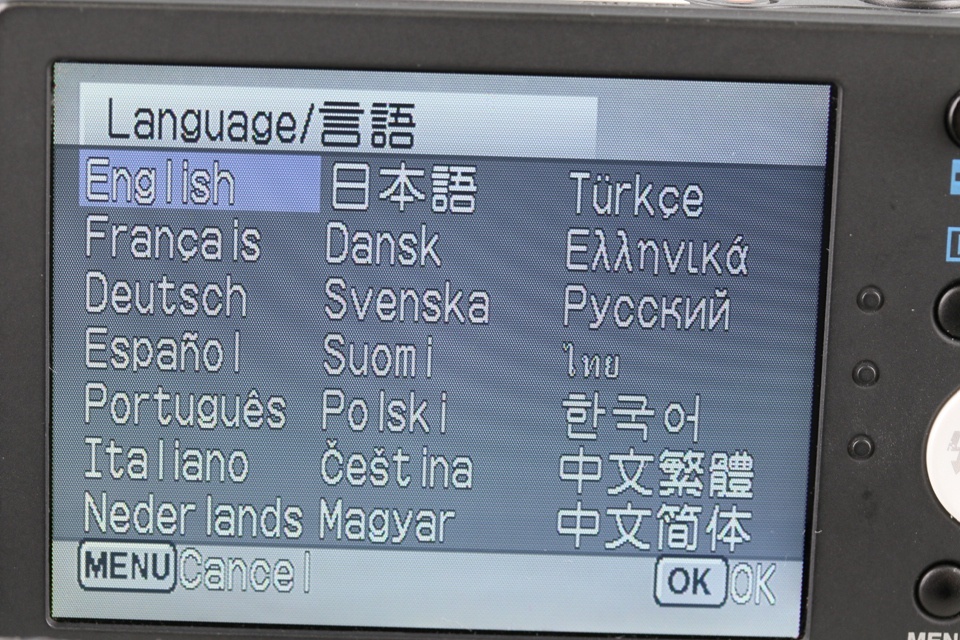 Language/言語
English 日本語 Türkçe
Français Dansk Ελληνικά
Deutsch Svenska Русский
Español Suomi ไทย
Português Polski 한국어
Italiano Čeština 中文繁體
Nederlands Magyar 中文简体
MENU Cancel OK OK